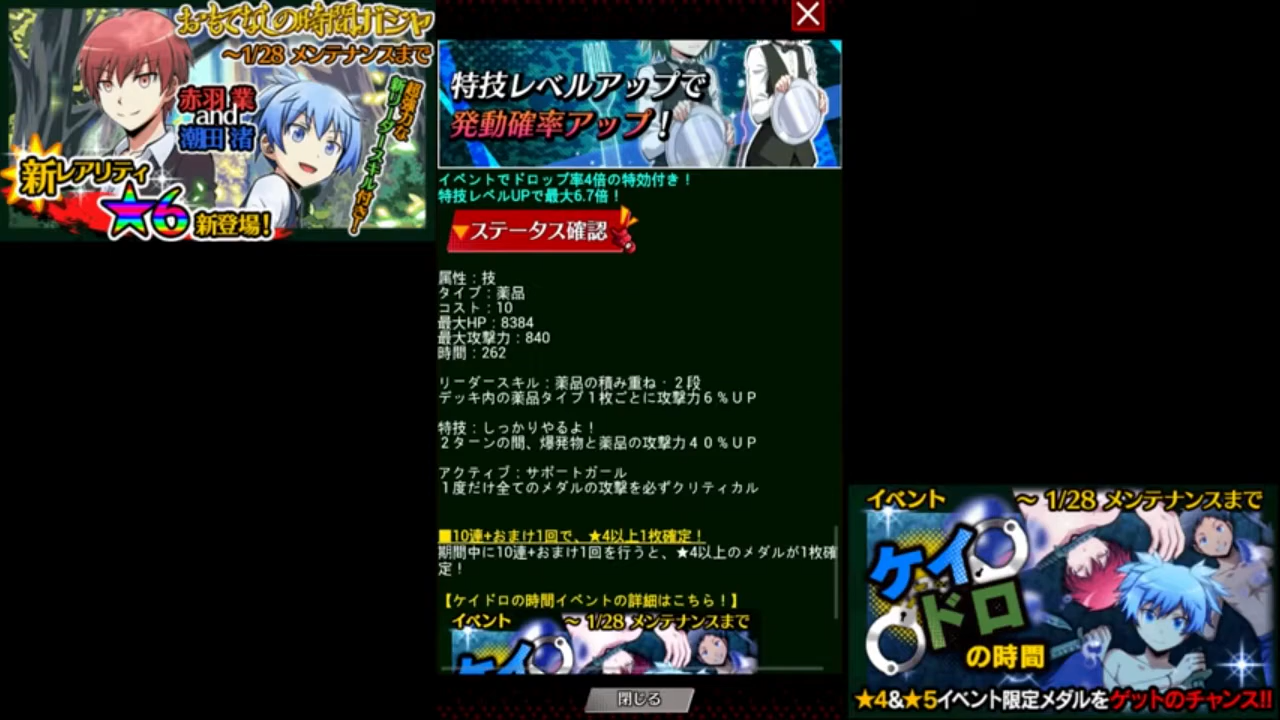 おもてなしの時間ガシャ
～1/28 メンテナンスまで
赤羽 業
and
潮田 渚
超強力な
新リーダースキル付き！
新レアリティ
★6 新登場！
特技レベルアップで
発動確率アップ！
イベントでドロップ率4倍の特効付き！
特技レベルUPで最大6.7倍！
▼ステータス確認
属性：技
タイプ：薬品
コスト：10
最大HP：8384
最大攻撃力：840
時間：262
リーダースキル：薬品の積み重ね・２段
デッキ内の薬品タイプ１枚ごとに攻撃力６％ＵＰ
特技：しっかりやるよ！
２ターンの間、爆発物と薬品の攻撃力４０％ＵＰ
アクティブ：サポートガール
１度だけ全てのメダルの攻撃を必ずクリティカル
■10連+おまけ1回で、★4以上1枚確定！
期間中に10連+おまけ1回を行うと、★4以上のメダルが1枚確
定！
【ケイドロの時間イベントの詳細はこちら！】
イベント ～ 1/28 メンテナンスまで
ケイ
閉じる
イベント ～ 1/28 メンテナンスまで
ケイ
ドロ
の時間
★4&★5イベント限定メダルをゲットのチャンス!!